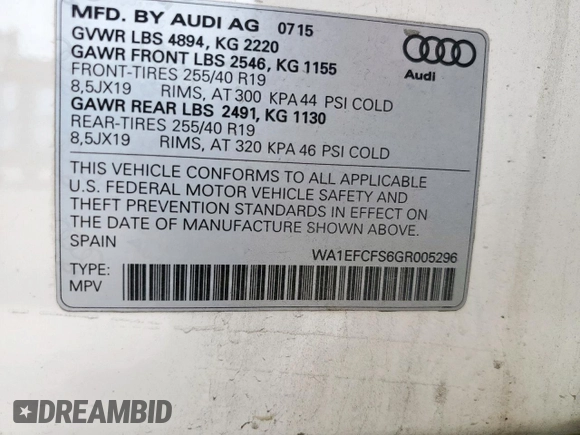 MFD. BY AUDI AG 0715
GVWR LBS 4894, KG 2220
GAWR FRONT LBS 2546, KG 1155
FRONT-TIRES 255/40 R19
8,5JX19 RIMS, AT 300 KPA 44 PSI COLD
GAWR REAR LBS 2491, KG 1130
REAR-TIRES 255/40 R19
8,5JX19 RIMS, AT 320 KPA 46 PSI COLD
Audi
THIS VEHICLE CONFORMS TO ALL APPLICABLE
U.S. FEDERAL MOTOR VEHICLE SAFETY AND
THEFT PREVENTION STANDARDS IN EFFECT ON
THE DATE OF MANUFACTURE SHOWN ABOVE.
SPAIN WA1EFCFS6GR005296
TYPE:
MPV
DREAMBID